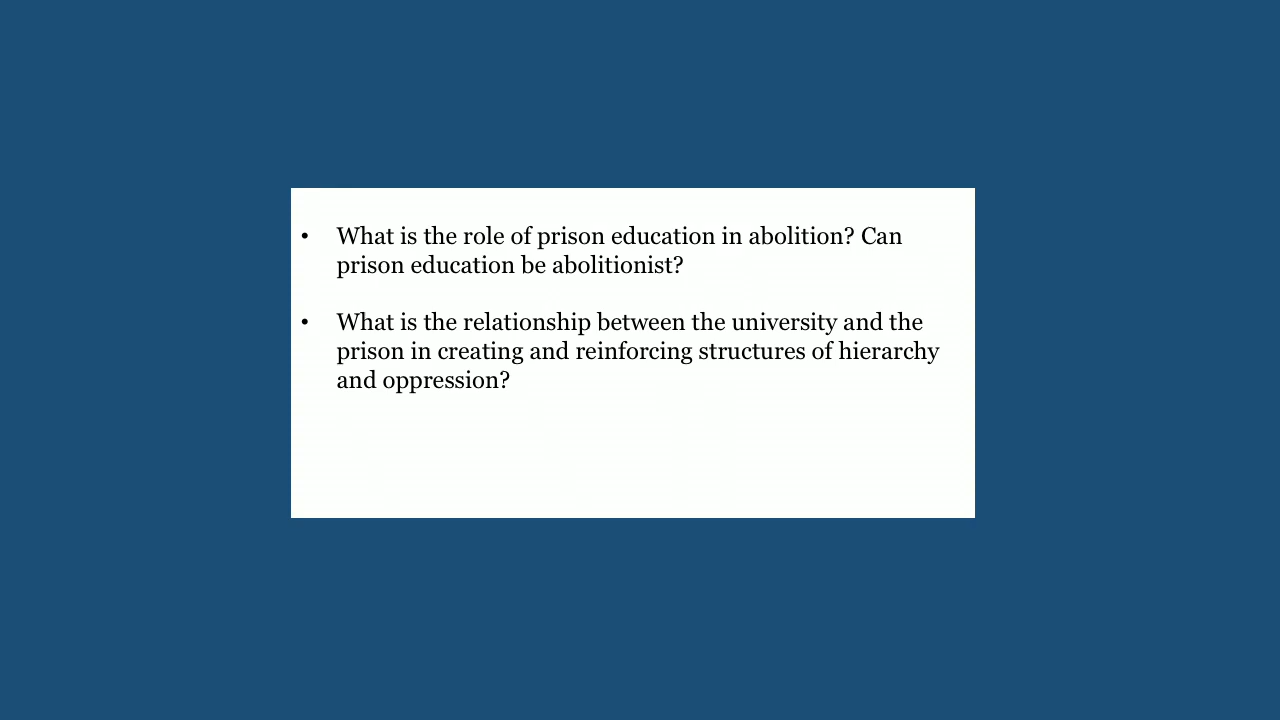 • What is the role of prison education in abolition? Can
prison education be abolitionist?
• What is the relationship between the university and the
prison in creating and reinforcing structures of hierarchy
and oppression?